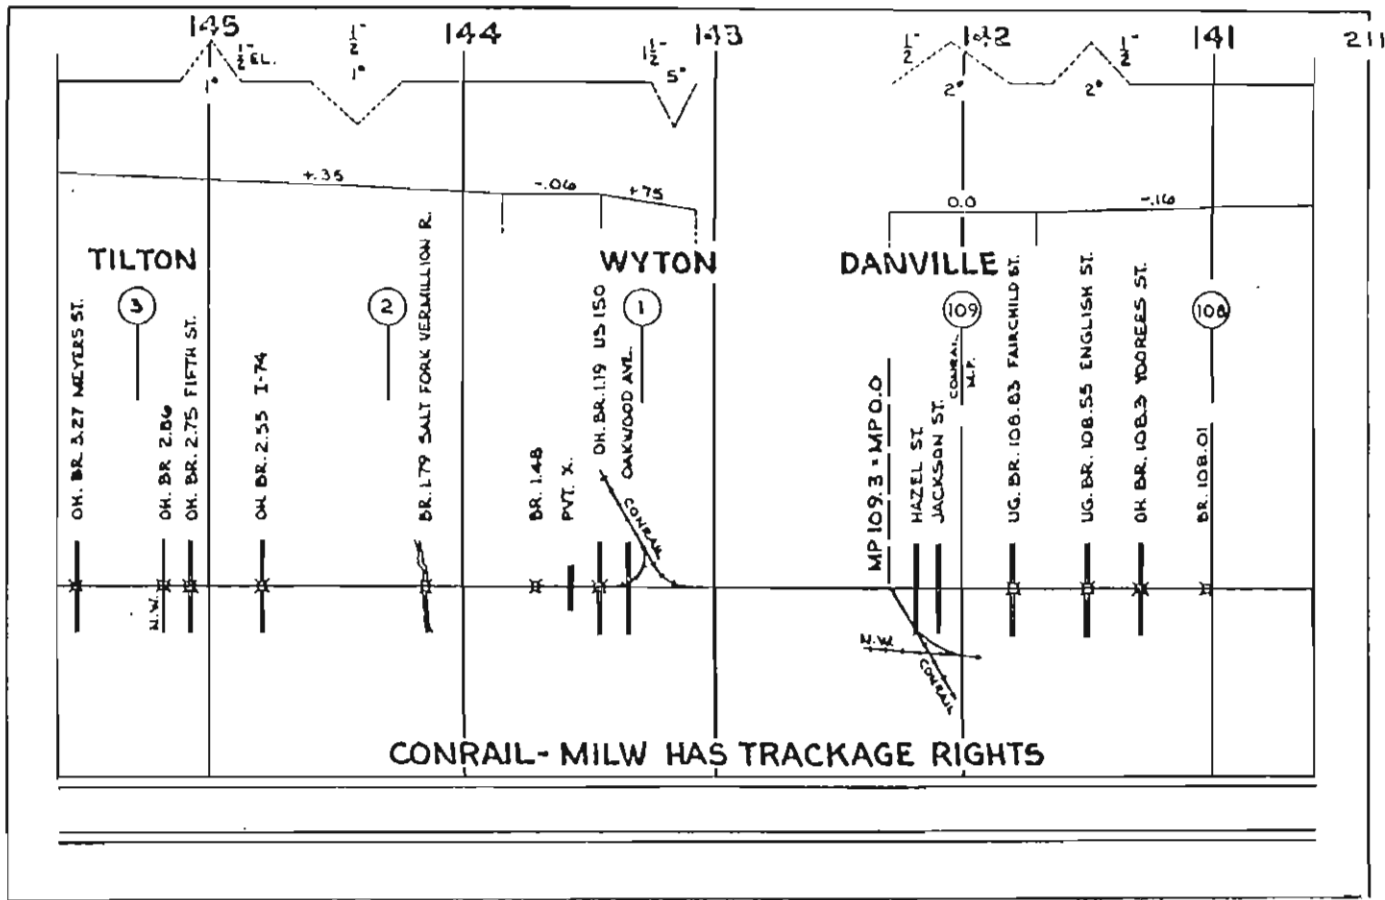 145 144 143 142 141 211
1/2- EL. 1/2- 1 1/2- 1/2- 1/2-
1° 1° 5° 2° 2°
+.35 -.06 +75 0.0 -.16
TILTON WYTON DANVILLE
3 2 1 109 108
OH. BR 3.27 MEYERS ST.
OH. BR 2.86
N.W.
OH. BR. 2.75 FIFTH ST.
OH. BR. 2.55 I-74
BR. 1.79 SALT FORK VERMILLION R.
BR. 1.48
PVT. X.
OH. BR. 1.19 US 150
OAKWOOD AVE.
CONRAIL
MP 109.3 = MP 0.0
HAZEL ST.
JACKSON ST.
CONRAIL
M.P.
UG. BR. 108.83 FAIRCHILD ST.
UG. BR. 108.55 ENGLISH ST.
OH BR. 108.3 VOOREES ST.
BR. 108.01
N.W.
CONRAIL
CONRAIL- MILW HAS TRACKAGE RIGHTS